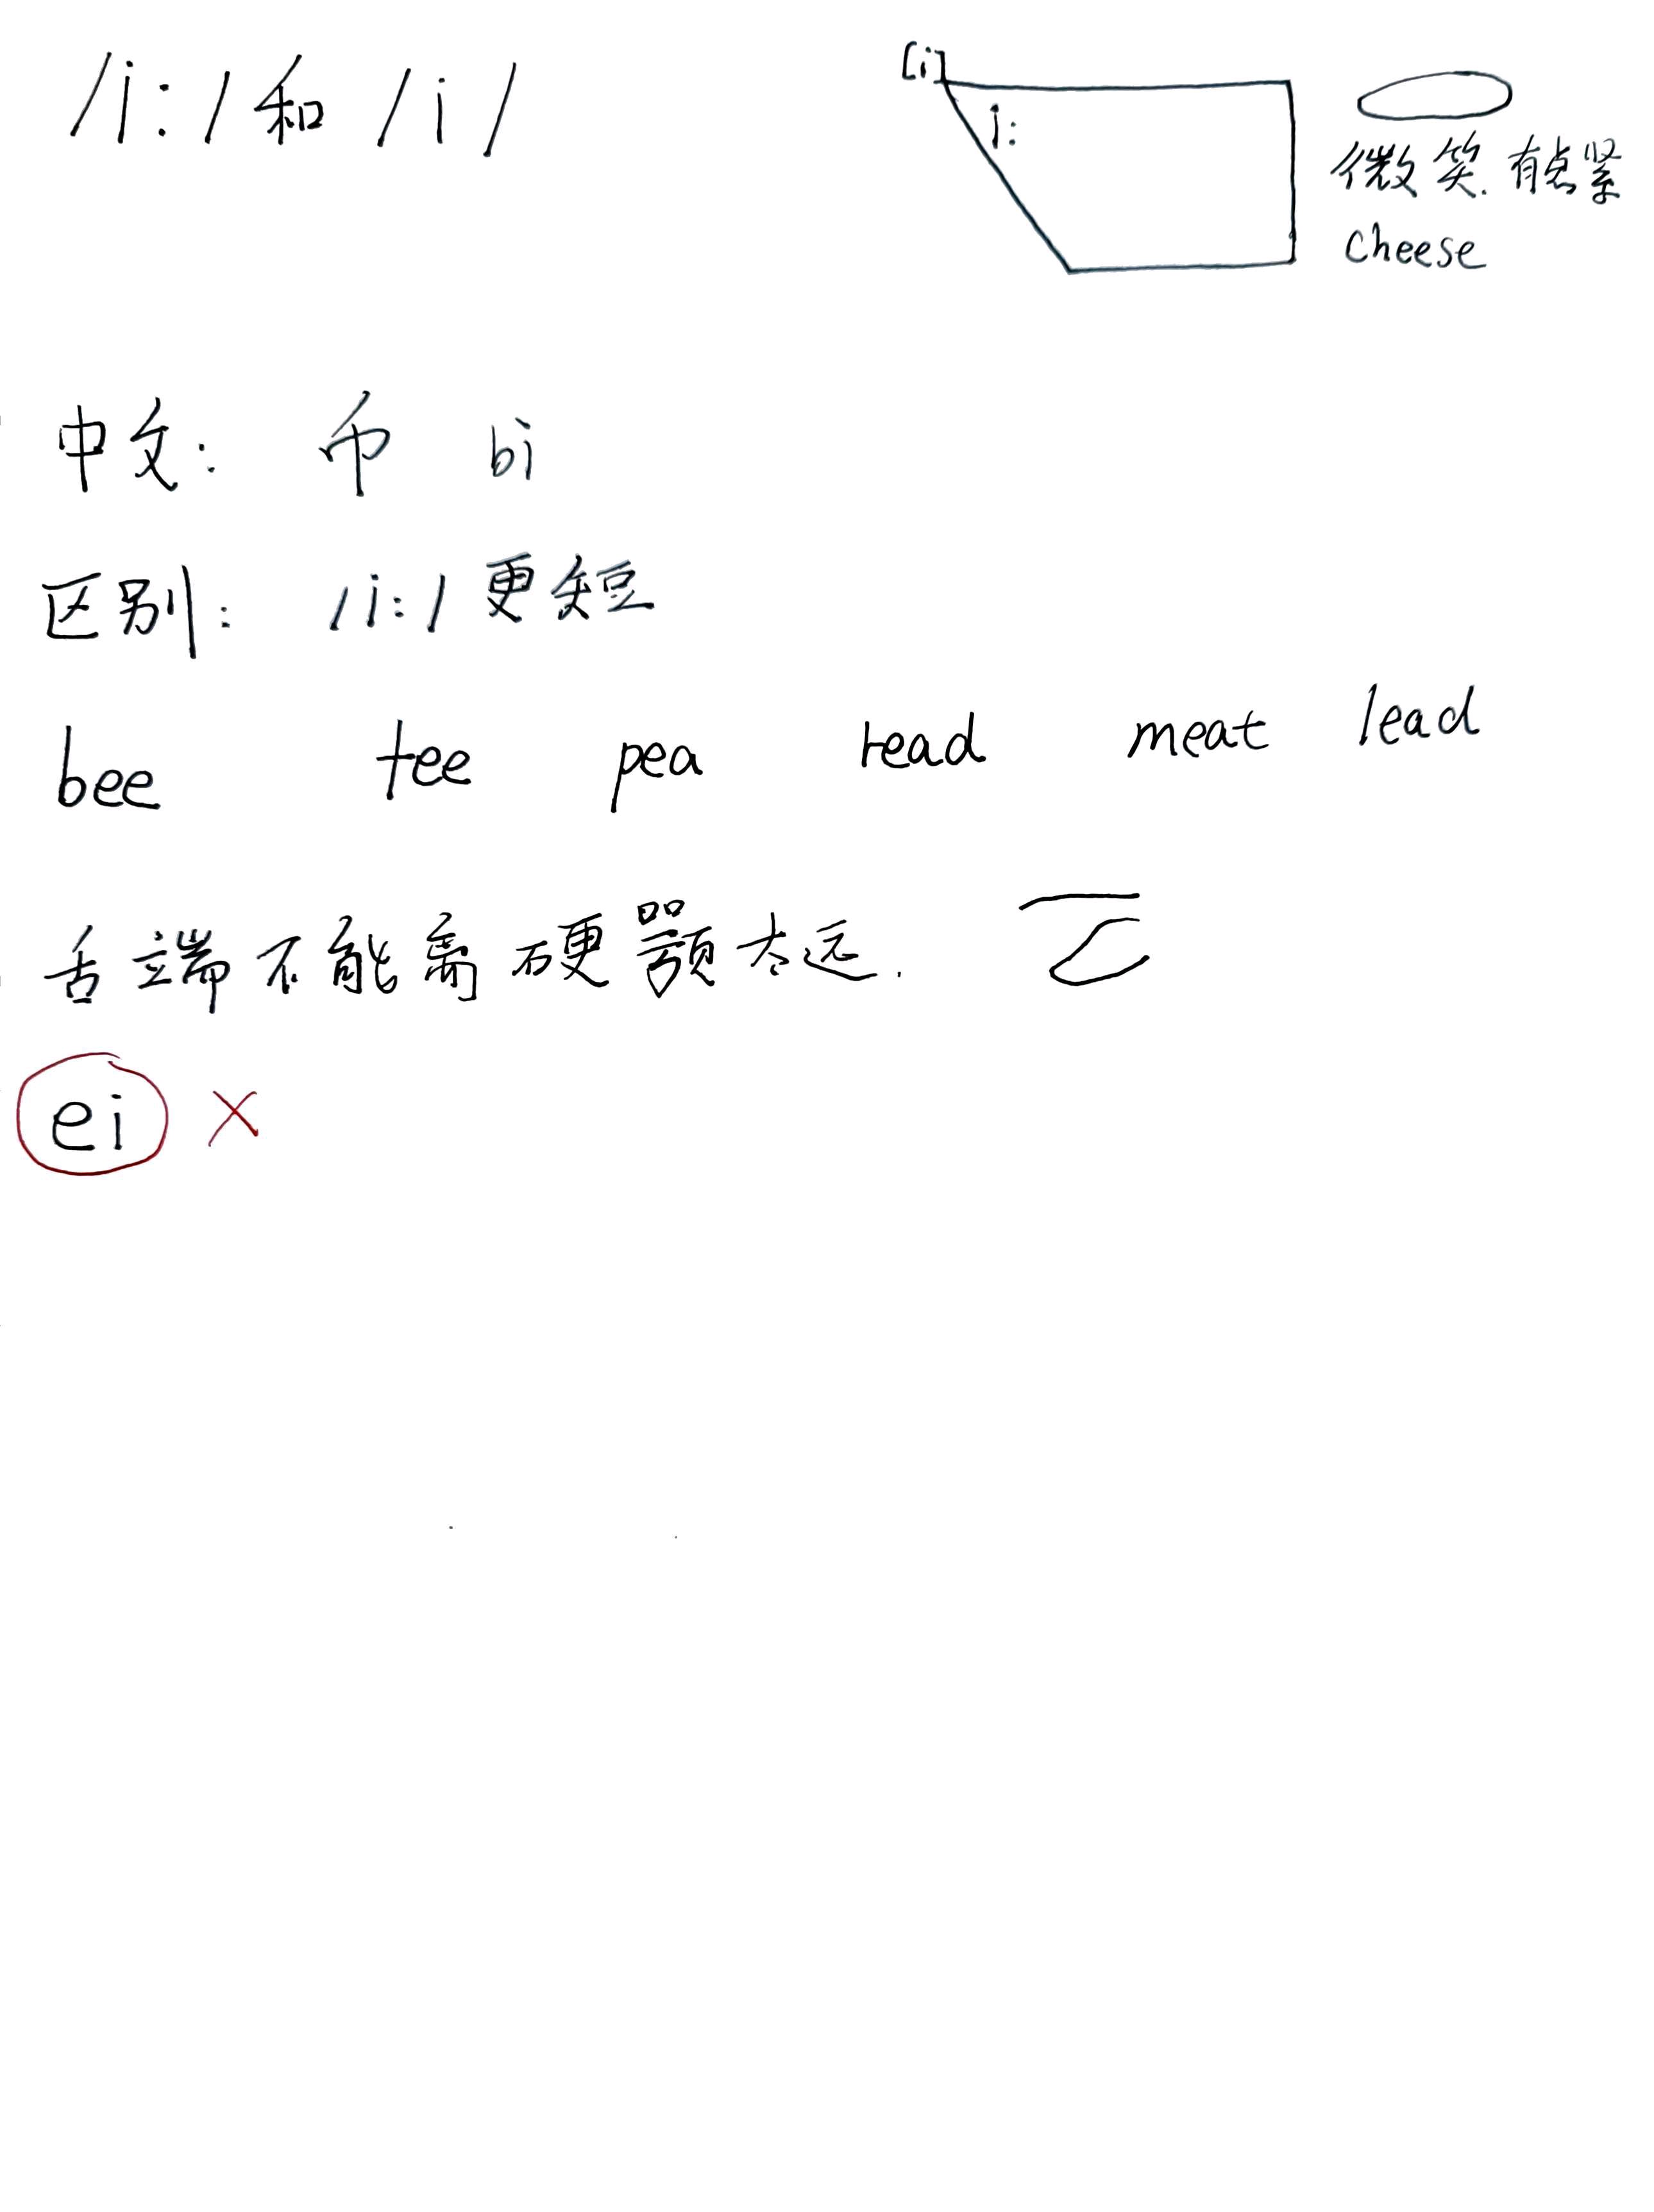 /i:/ 和 /i/
[i]
i:
微笑. 有点紧
Cheese
中文: 币 bi
区别: /i:/ 更短
bee tee pea read meat lead
舌端不能离硬颚太远.
ei ×